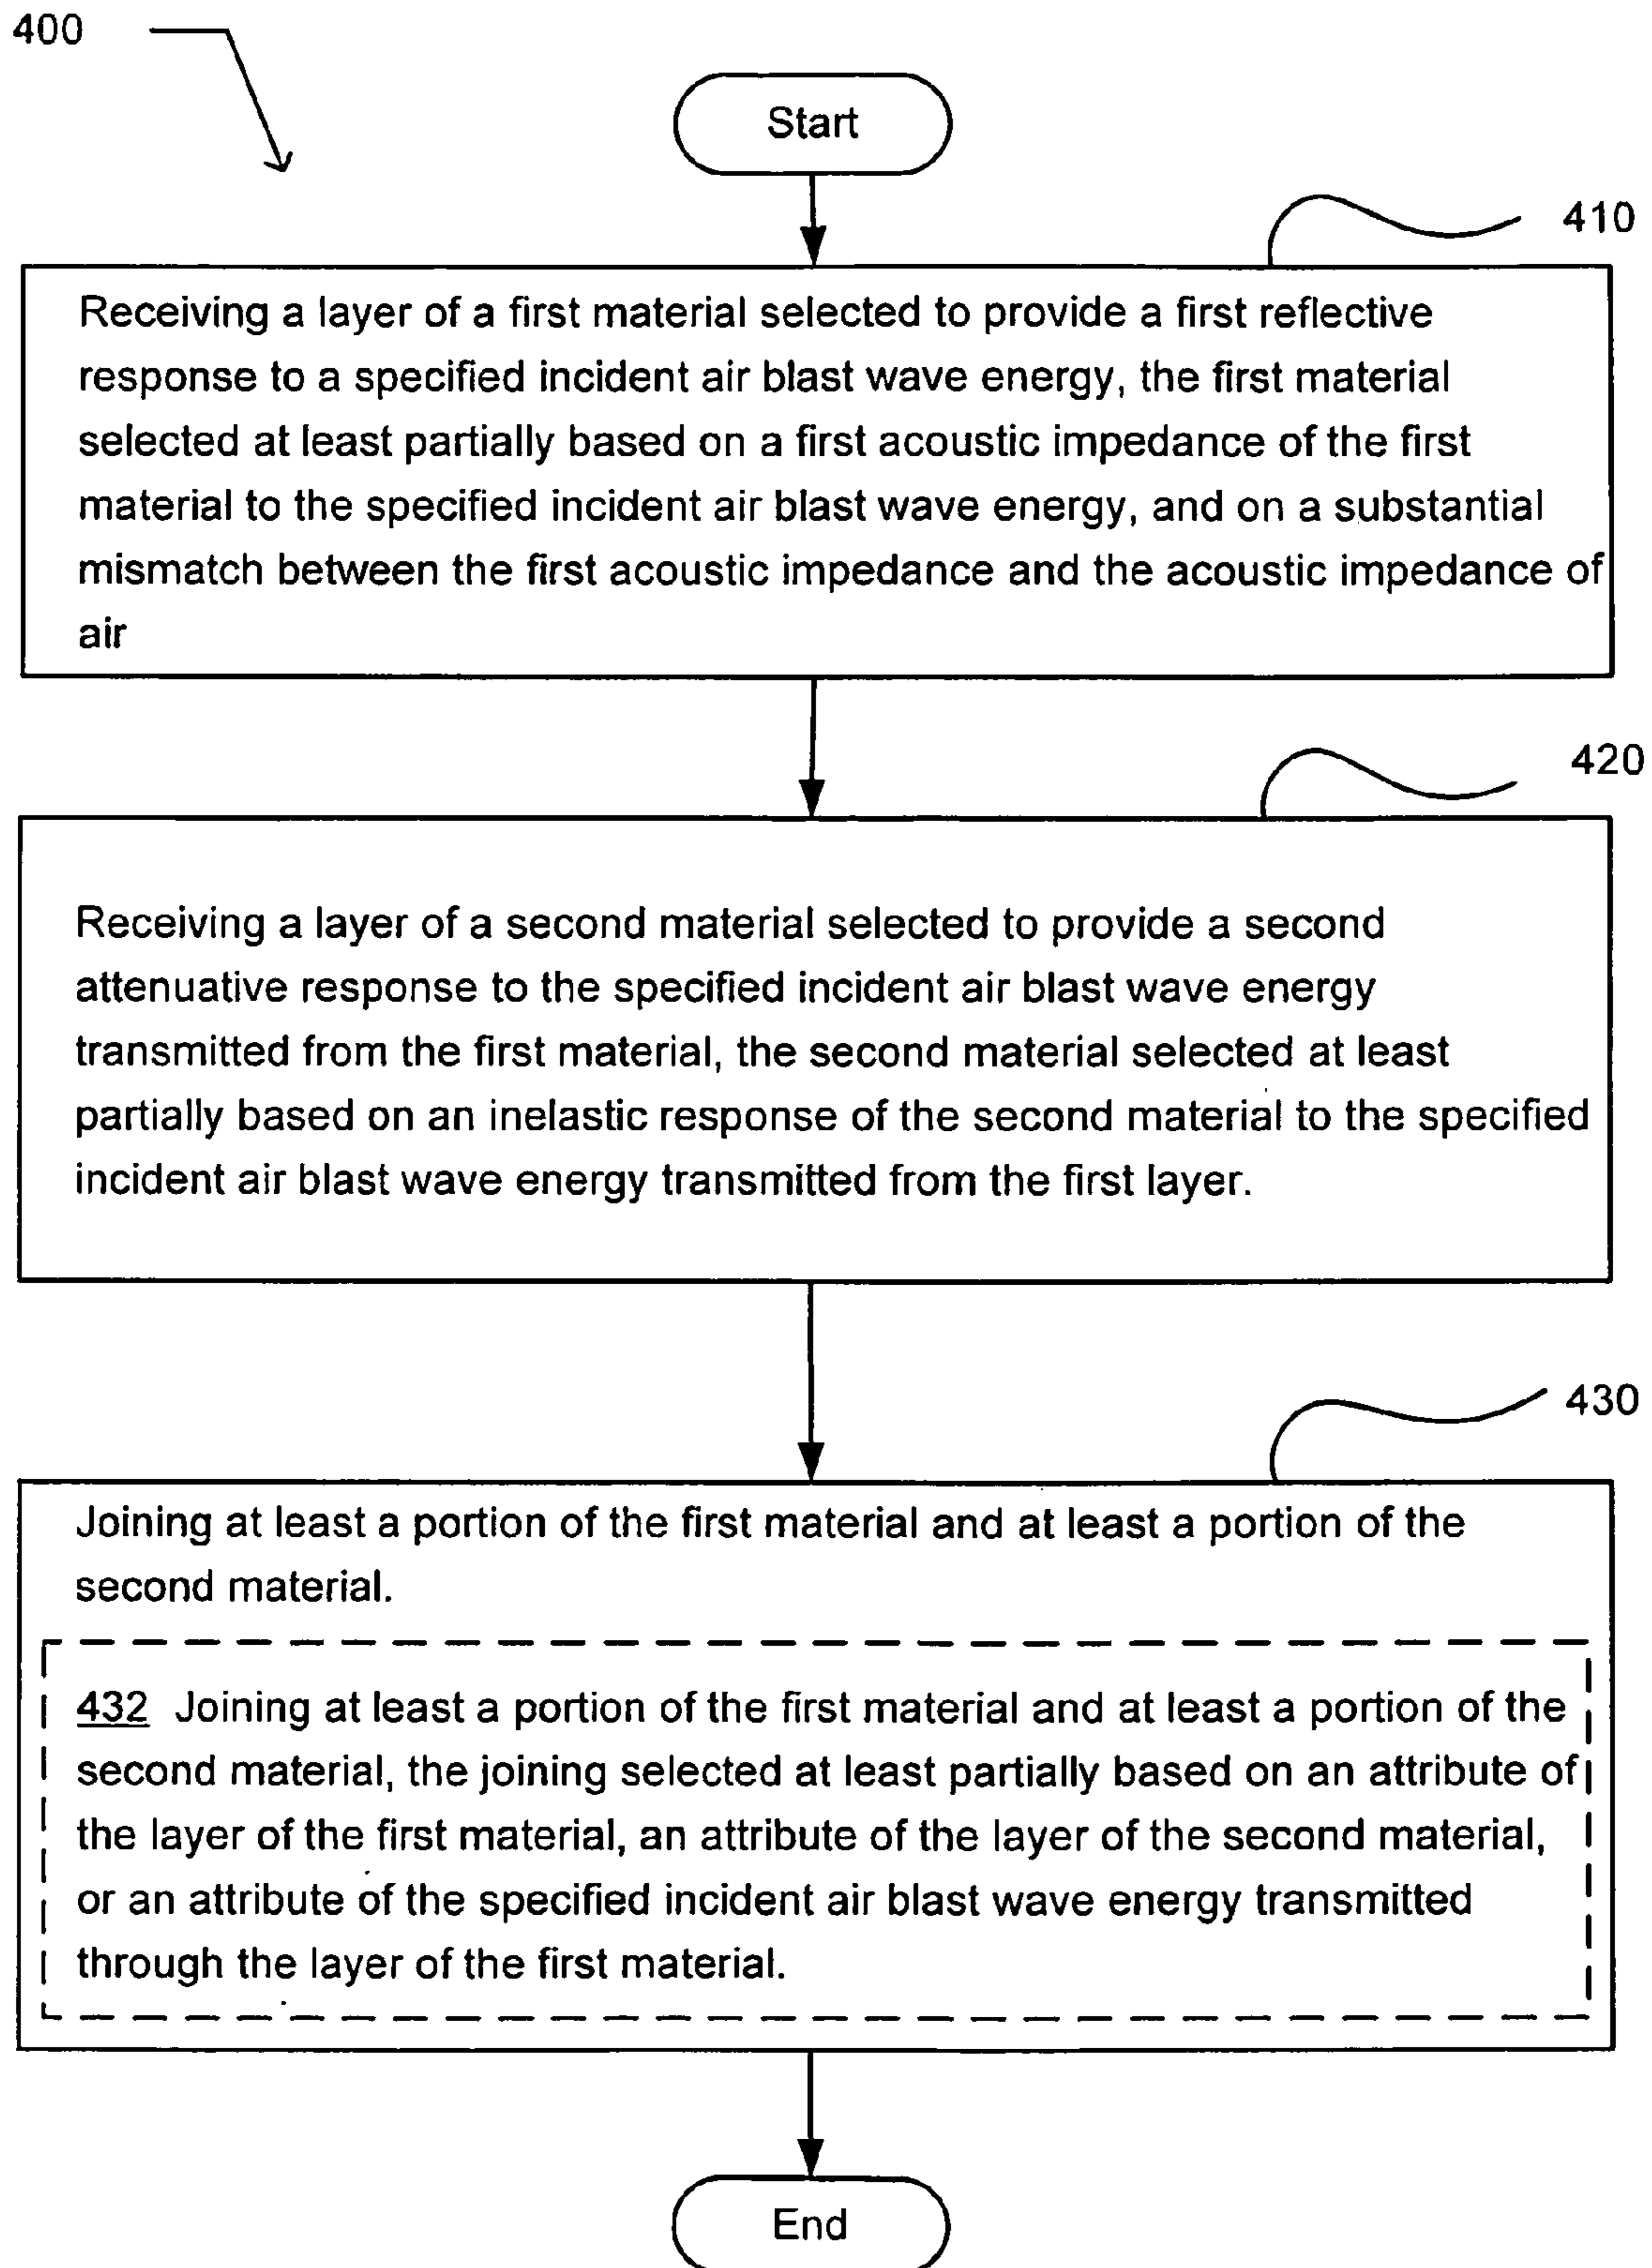 400
Start
410
Receiving a layer of a first material selected to provide a first reflective
response to a specified incident air blast wave energy, the first material
selected at least partially based on a first acoustic impedance of the first
material to the specified incident air blast wave energy, and on a substantial
mismatch between the first acoustic impedance and the acoustic impedance of
air
420
Receiving a layer of a second material selected to provide a second
attenuative response to the specified incident air blast wave energy
transmitted from the first material, the second material selected at least
partially based on an inelastic response of the second material to the specified
incident air blast wave energy transmitted from the first layer.
430
Joining at least a portion of the first material and at least a portion of the
second material.
432 Joining at least a portion of the first material and at least a portion of the
second material, the joining selected at least partially based on an attribute of
the layer of the first material, an attribute of the layer of the second material,
or an attribute of the specified incident air blast wave energy transmitted
through the layer of the first material.
End